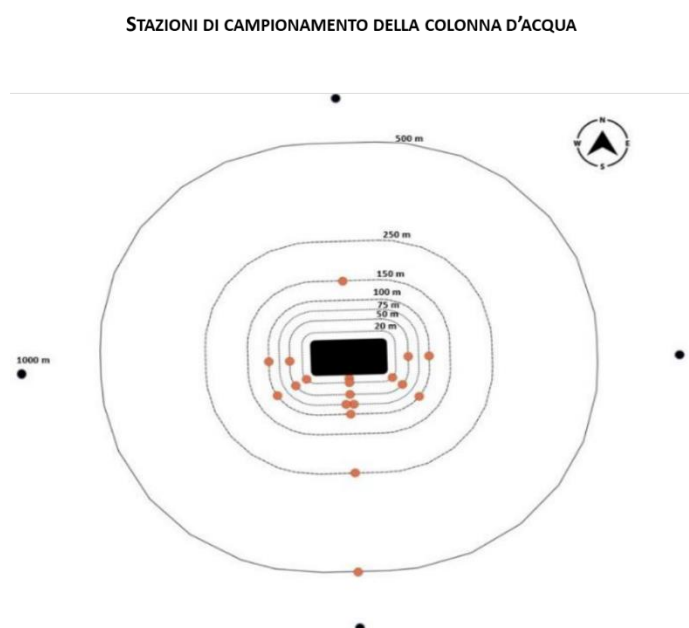 STAZIONI DI CAMPIONAMENTO DELLA COLONNA D'ACQUA
N
W E
S
500 m
250 m
150 m
100 m
75 m
50 m
20 m
1000 m